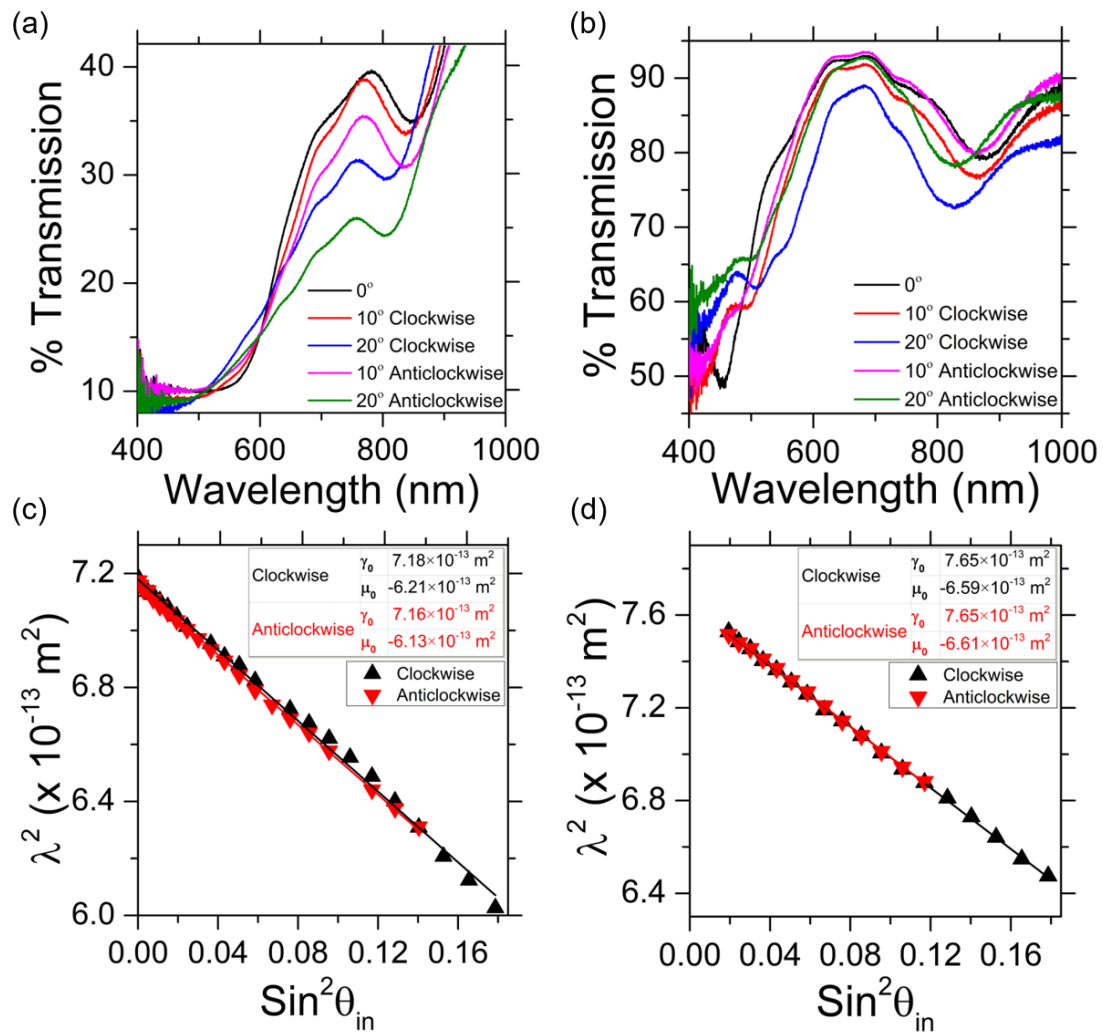 (a)
% Transmission
40
30
20
10
0°
10° Clockwise
20° Clockwise
10° Anticlockwise
20° Anticlockwise
400 600 800 1000
Wavelength (nm)
(b)
% Transmission
90
80
70
60
50
0°
10° Clockwise
20° Clockwise
10° Anticlockwise
20° Anticlockwise
400 600 800 1000
Wavelength (nm)
(c)
λ² (x 10⁻¹³ m²)
7.2
6.8
6.4
6.0
Clockwise
γ₀ 7.18×10⁻¹³ m²
μ₀ -6.21×10⁻¹³ m²
Anticlockwise
γ₀ 7.16×10⁻¹³ m²
μ₀ -6.13×10⁻¹³ m²
Clockwise
Anticlockwise
0.00 0.04 0.08 0.12 0.16
Sin²θin
(d)
λ² (x 10⁻¹³ m²)
7.6
7.2
6.8
6.4
Clockwise
γ₀ 7.65×10⁻¹³ m²
μ₀ -6.59×10⁻¹³ m²
Anticlockwise
γ₀ 7.65×10⁻¹³ m²
μ₀ -6.61×10⁻¹³ m²
Clockwise
Anticlockwise
0.00 0.04 0.08 0.12 0.16
Sin²θin